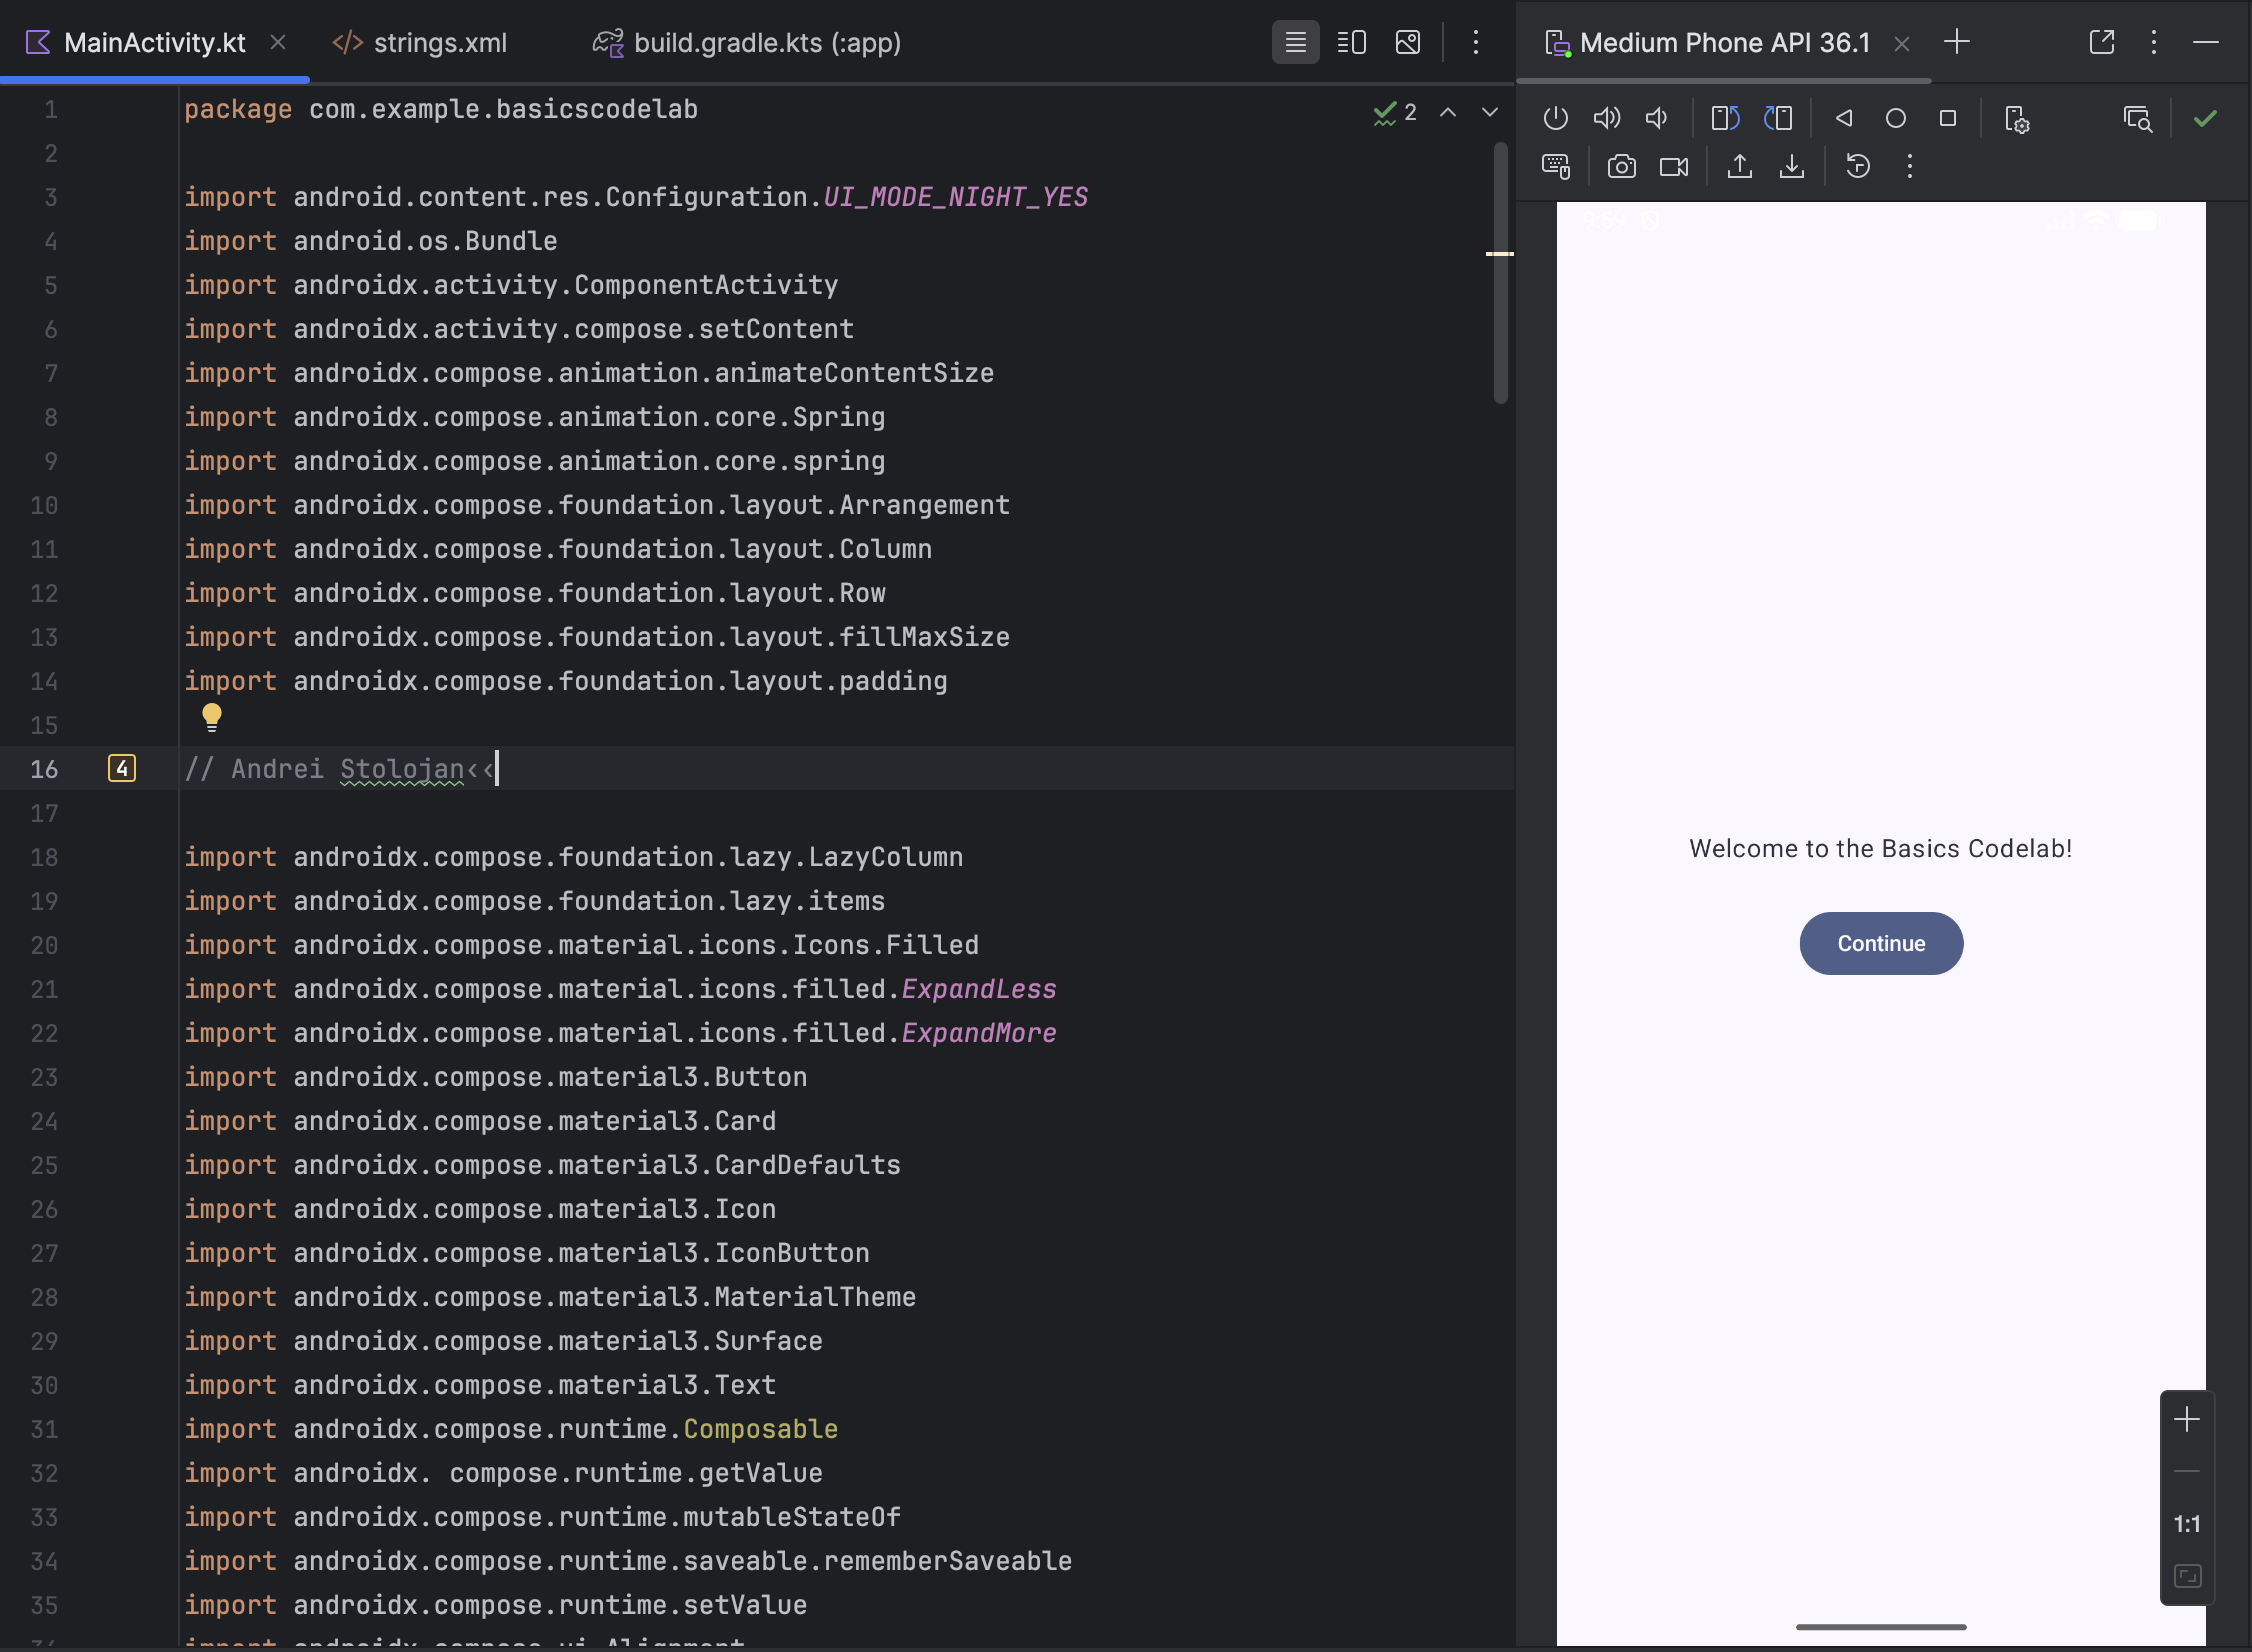 MainActivity.kt
strings.xml
build.gradle.kts (:app)
Medium Phone API 36.1
2
1 package com.example.basicscodelab
2
3 import android.content.res.Configuration.UI_MODE_NIGHT_YES
4 import android.os.Bundle
5 import androidx.activity.ComponentActivity
6 import androidx.activity.compose.setContent
7 import androidx.compose.animation.animateContentSize
8 import androidx.compose.animation.core.Spring
9 import androidx.compose.animation.core.spring
10 import androidx.compose.foundation.layout.Arrangement
11 import androidx.compose.foundation.layout.Column
12 import androidx.compose.foundation.layout.Row
13 import androidx.compose.foundation.layout.fillMaxSize
14 import androidx.compose.foundation.layout.padding
15
16 4 // Andrei Stolojan‹‹
17
18 import androidx.compose.foundation.lazy.LazyColumn
19 import androidx.compose.foundation.lazy.items
20 import androidx.compose.material.icons.Icons.Filled
21 import androidx.compose.material.icons.filled.ExpandLess
22 import androidx.compose.material.icons.filled.ExpandMore
23 import androidx.compose.material3.Button
24 import androidx.compose.material3.Card
25 import androidx.compose.material3.CardDefaults
26 import androidx.compose.material3.Icon
27 import androidx.compose.material3.IconButton
28 import androidx.compose.material3.MaterialTheme
29 import androidx.compose.material3.Surface
30 import androidx.compose.material3.Text
31 import androidx.compose.runtime.Composable
32 import androidx. compose.runtime.getValue
33 import androidx.compose.runtime.mutableStateOf
34 import androidx.compose.runtime.saveable.rememberSaveable
35 import androidx.compose.runtime.setValue
9:59
Welcome to the Basics Codelab!
Continue
1:1